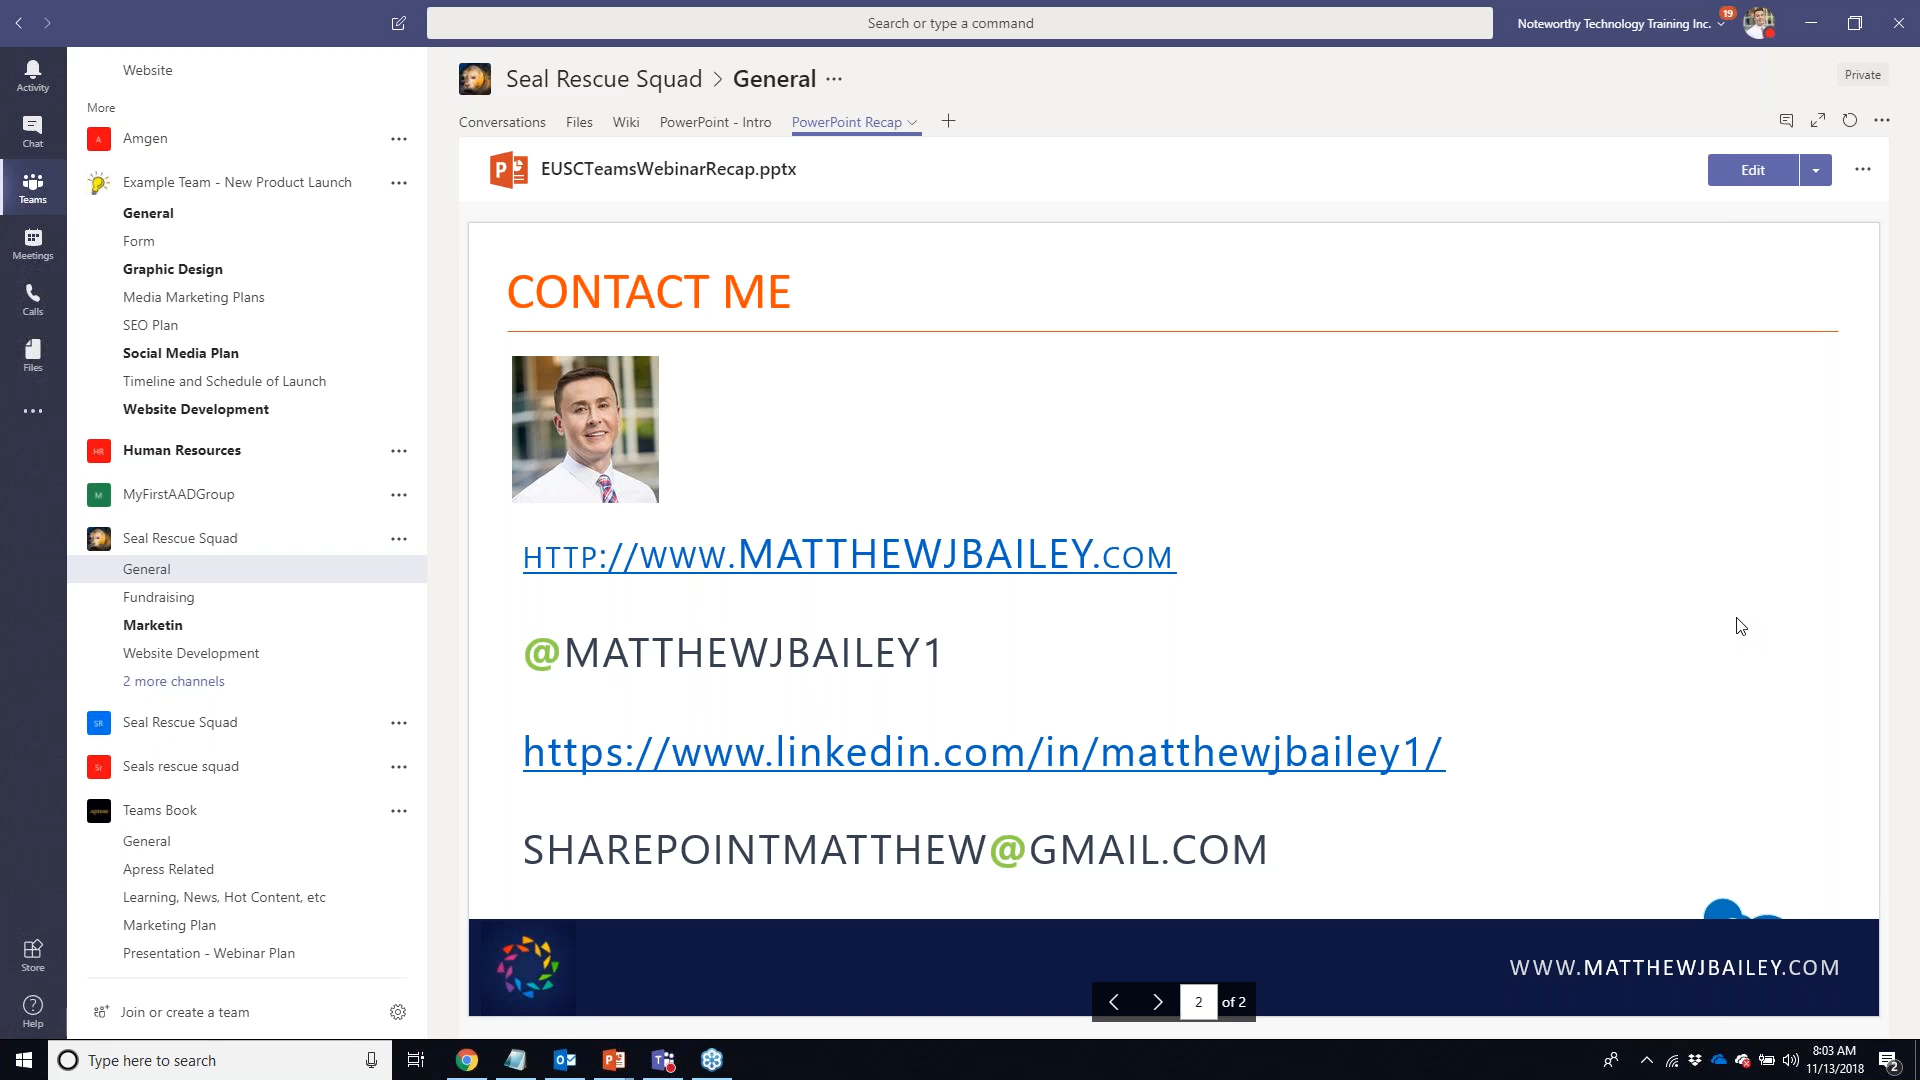 Search or type a command
Noteworthy Technology Training Inc.
19
Activity
Chat
Teams
Meetings
Calls
Files
Store
Help
Website
More
A
Amgen
Example Team - New Product Launch
General
Form
Graphic Design
Media Marketing Plans
SEO Plan
Social Media Plan
Timeline and Schedule of Launch
Website Development
HR
Human Resources
M
MyFirstAADGroup
Seal Rescue Squad
General
Fundraising
Marketin
Website Development
2 more channels
SR
Seal Rescue Squad
Sr
Seals rescue squad
Teams Book
General
Apress Related
Learning, News, Hot Content, etc
Marketing Plan
Presentation - Webinar Plan
Join or create a team
Seal Rescue Squad > General ...
Private
Conversations Files Wiki PowerPoint - Intro PowerPoint Recap
EUSCTeamsWebinarRecap.pptx
Edit
CONTACT ME
HTTP://WWW.MATTHEWJBAILEY.COM
@MATTHEWJBAILEY1
https://www.linkedin.com/in/matthewjbailey1/
SHAREPOINTMATTHEW@GMAIL.COM
WWW.MATTHEWJBAILEY.COM
2 of 2
Type here to search
8:03 AM
11/13/2018
2